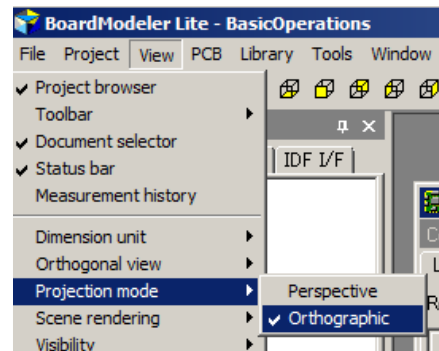 BoardModeler Lite - BasicOperations
File Project View PCB Library Tools Window
Project browser
Toolbar
Document selector
IDF I/F
Status bar
Measurement history
Dimension unit
Orthogonal view
Projection mode
Perspective
Scene rendering
Orthographic
Visibility